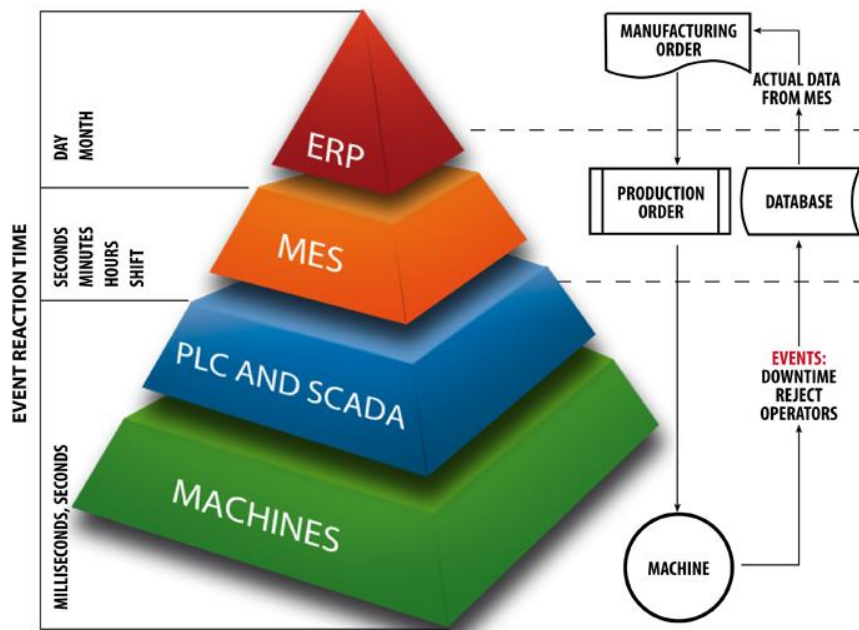 EVENT REACTION TIME
DAY
MONTH
SECONDS
MINUTES
HOURS
SHIFT
MILLISECONDS, SECONDS
ERP
MES
PLC AND SCADA
MACHINES
MANUFACTURING
ORDER
ACTUAL DATA
FROM MES
PRODUCTION
ORDER
DATABASE
EVENTS:
DOWNTIME
REJECT
OPERATORS
MACHINE